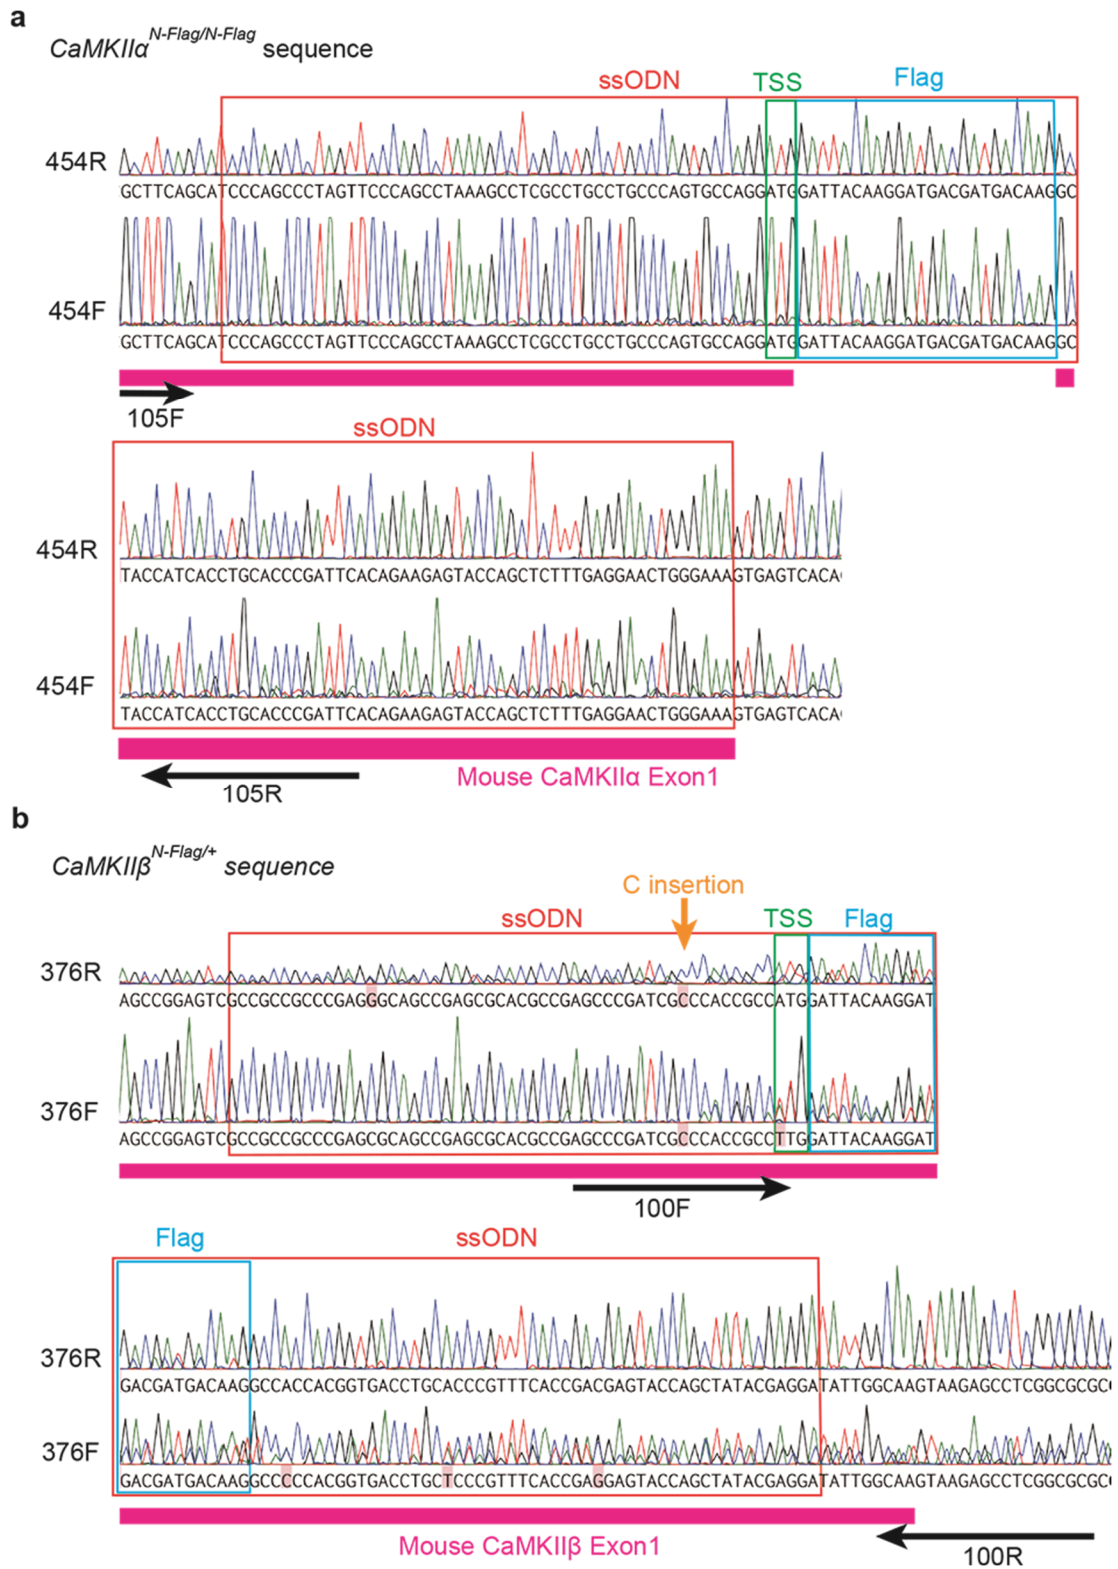 a
CaMKIIα N-Flag/N-Flag sequence
ssODN TSS Flag
454R
GCTTCAGCATCCCAGCCCCTAGTTCCCAGCCTAAAGCCTCGCCTGCCTGCCCAGTGCCAGGATGGATTACAAGGATGACGATGACAAGGC
454F
GCTTCAGCATCCCAGCCCCTAGTTCCCAGCCTAAAGCCTCGCCTGCCTGCCCAGTGCCAGGATGGATTACAAGGATGACGATGACAAGGC
105F
ssODN
454R
TACCATCACCTGCACCCGATTCACAGAAGAGTACCAGCTCTTTGAGGAACTGGGAAAGTGAGTCACA
454F
TACCATCACCTGCACCCGATTCACAGAAGAGTACCAGCTCTTTGAGGAACTGGGAAAGTGAGTCACA
Mouse CaMKIIα Exon1
105R
b
CaMKIIβ N-Flag/+ sequence
C insertion
ssODN TSS Flag
376R
AGCCGGAGTCGCCGCCGCCCGAGGGCAGCCGAGCGCACGCCGAGCCCGATCGCCCACCGCCATGGATTACAAGGAT
376F
AGCCGGAGTCGCCGCCGCCCGAGCGCAGCCGAGCGCACGCCGAGCCCGATCGCCCACCGCCTTGGATTACAAGGAT
100F
Flag ssODN
376R
GACGATGACAAGGCCACCACGGTGACCTGCACCCGTTTCACCGACGAGTACCAGCTATACGAGGATATTGGCAAGTAAGAGCCTCGGCGCGC
376F
GACGATGACAAGGCCCCCACGGTGACCTGCTCCCGTTTCACCGAGGAGTACCAGCTATACGAGGATATTGGCAAGTAAGAGCCTCGGCGCGC
Mouse CaMKIIβ Exon1
100R